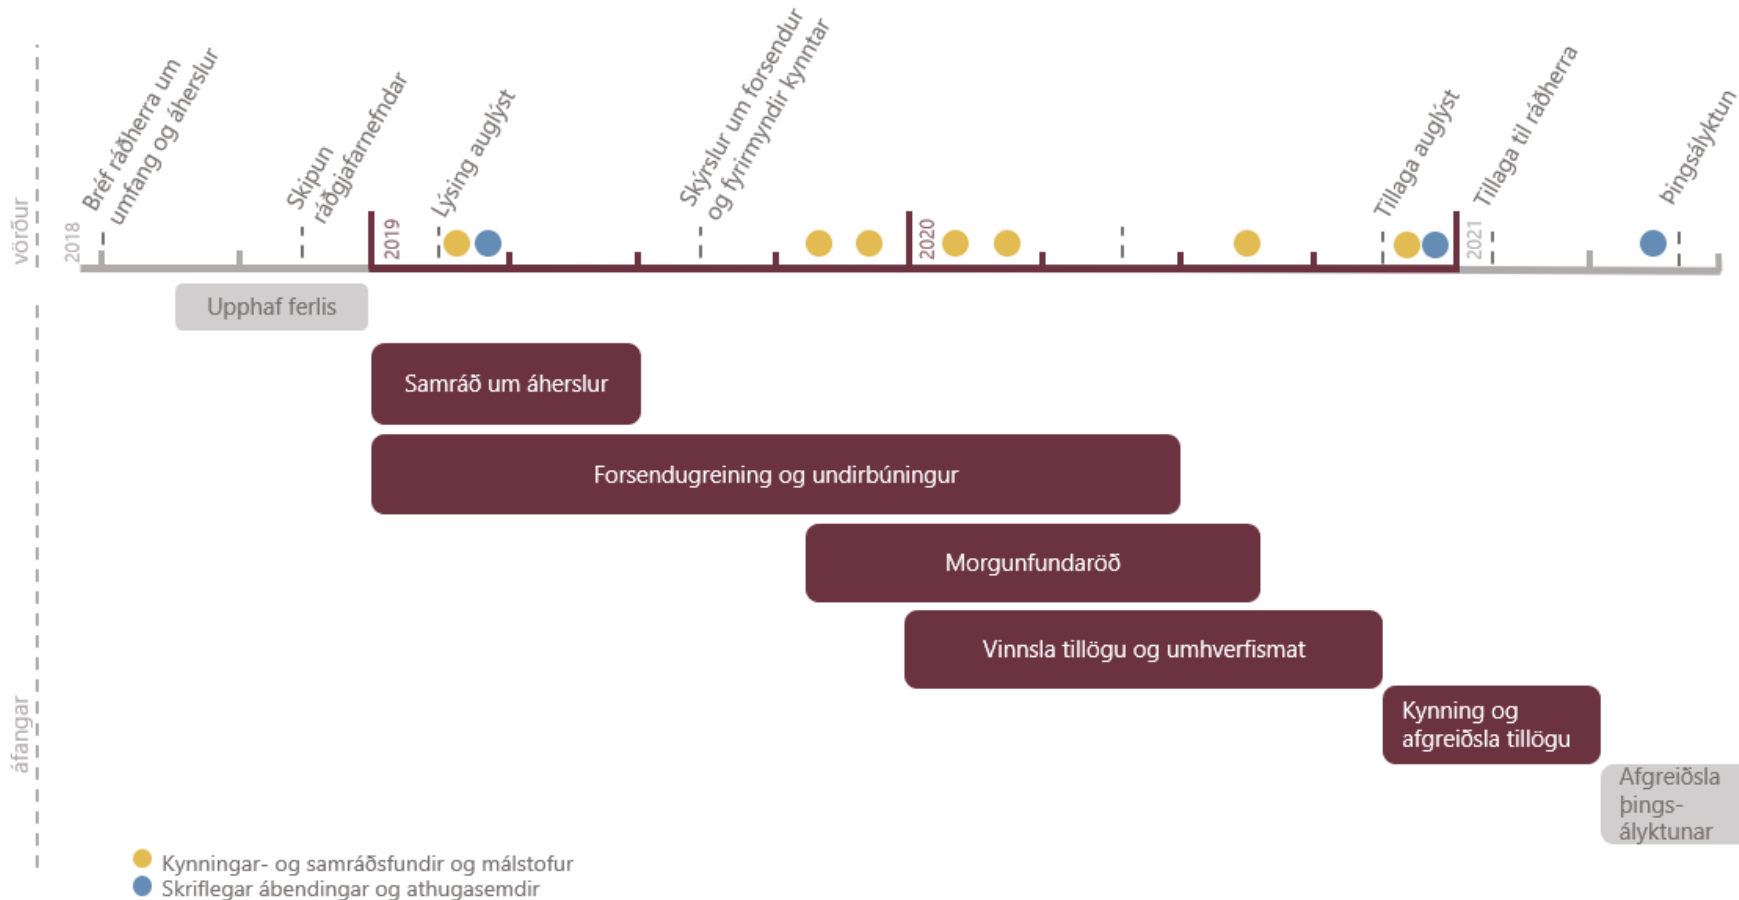 vörður
2018
Bréf ráðherra um
umfang og áherslur
Skipun
ráðgjafarnefndar
2019
Lýsing auglýst
Skýrslur um forsendur
og fyrirmyndir kynntar
2020
Tillaga auglýst
2021
Tillaga til ráðherra
Þingsályktun
Upphaf ferlis
Samráð um áherslur
Forsendugreining og undirbúningur
Morgunfundaröð
Vinnsla tillögu og umhverfismat
Kynning og
afgreiðsla tillögu
áfangar
Afgreiðsla
þings-
ályktunar
Kynningar- og samráðsfundir og málstofur
Skriflegar ábendingar og athugasemdir